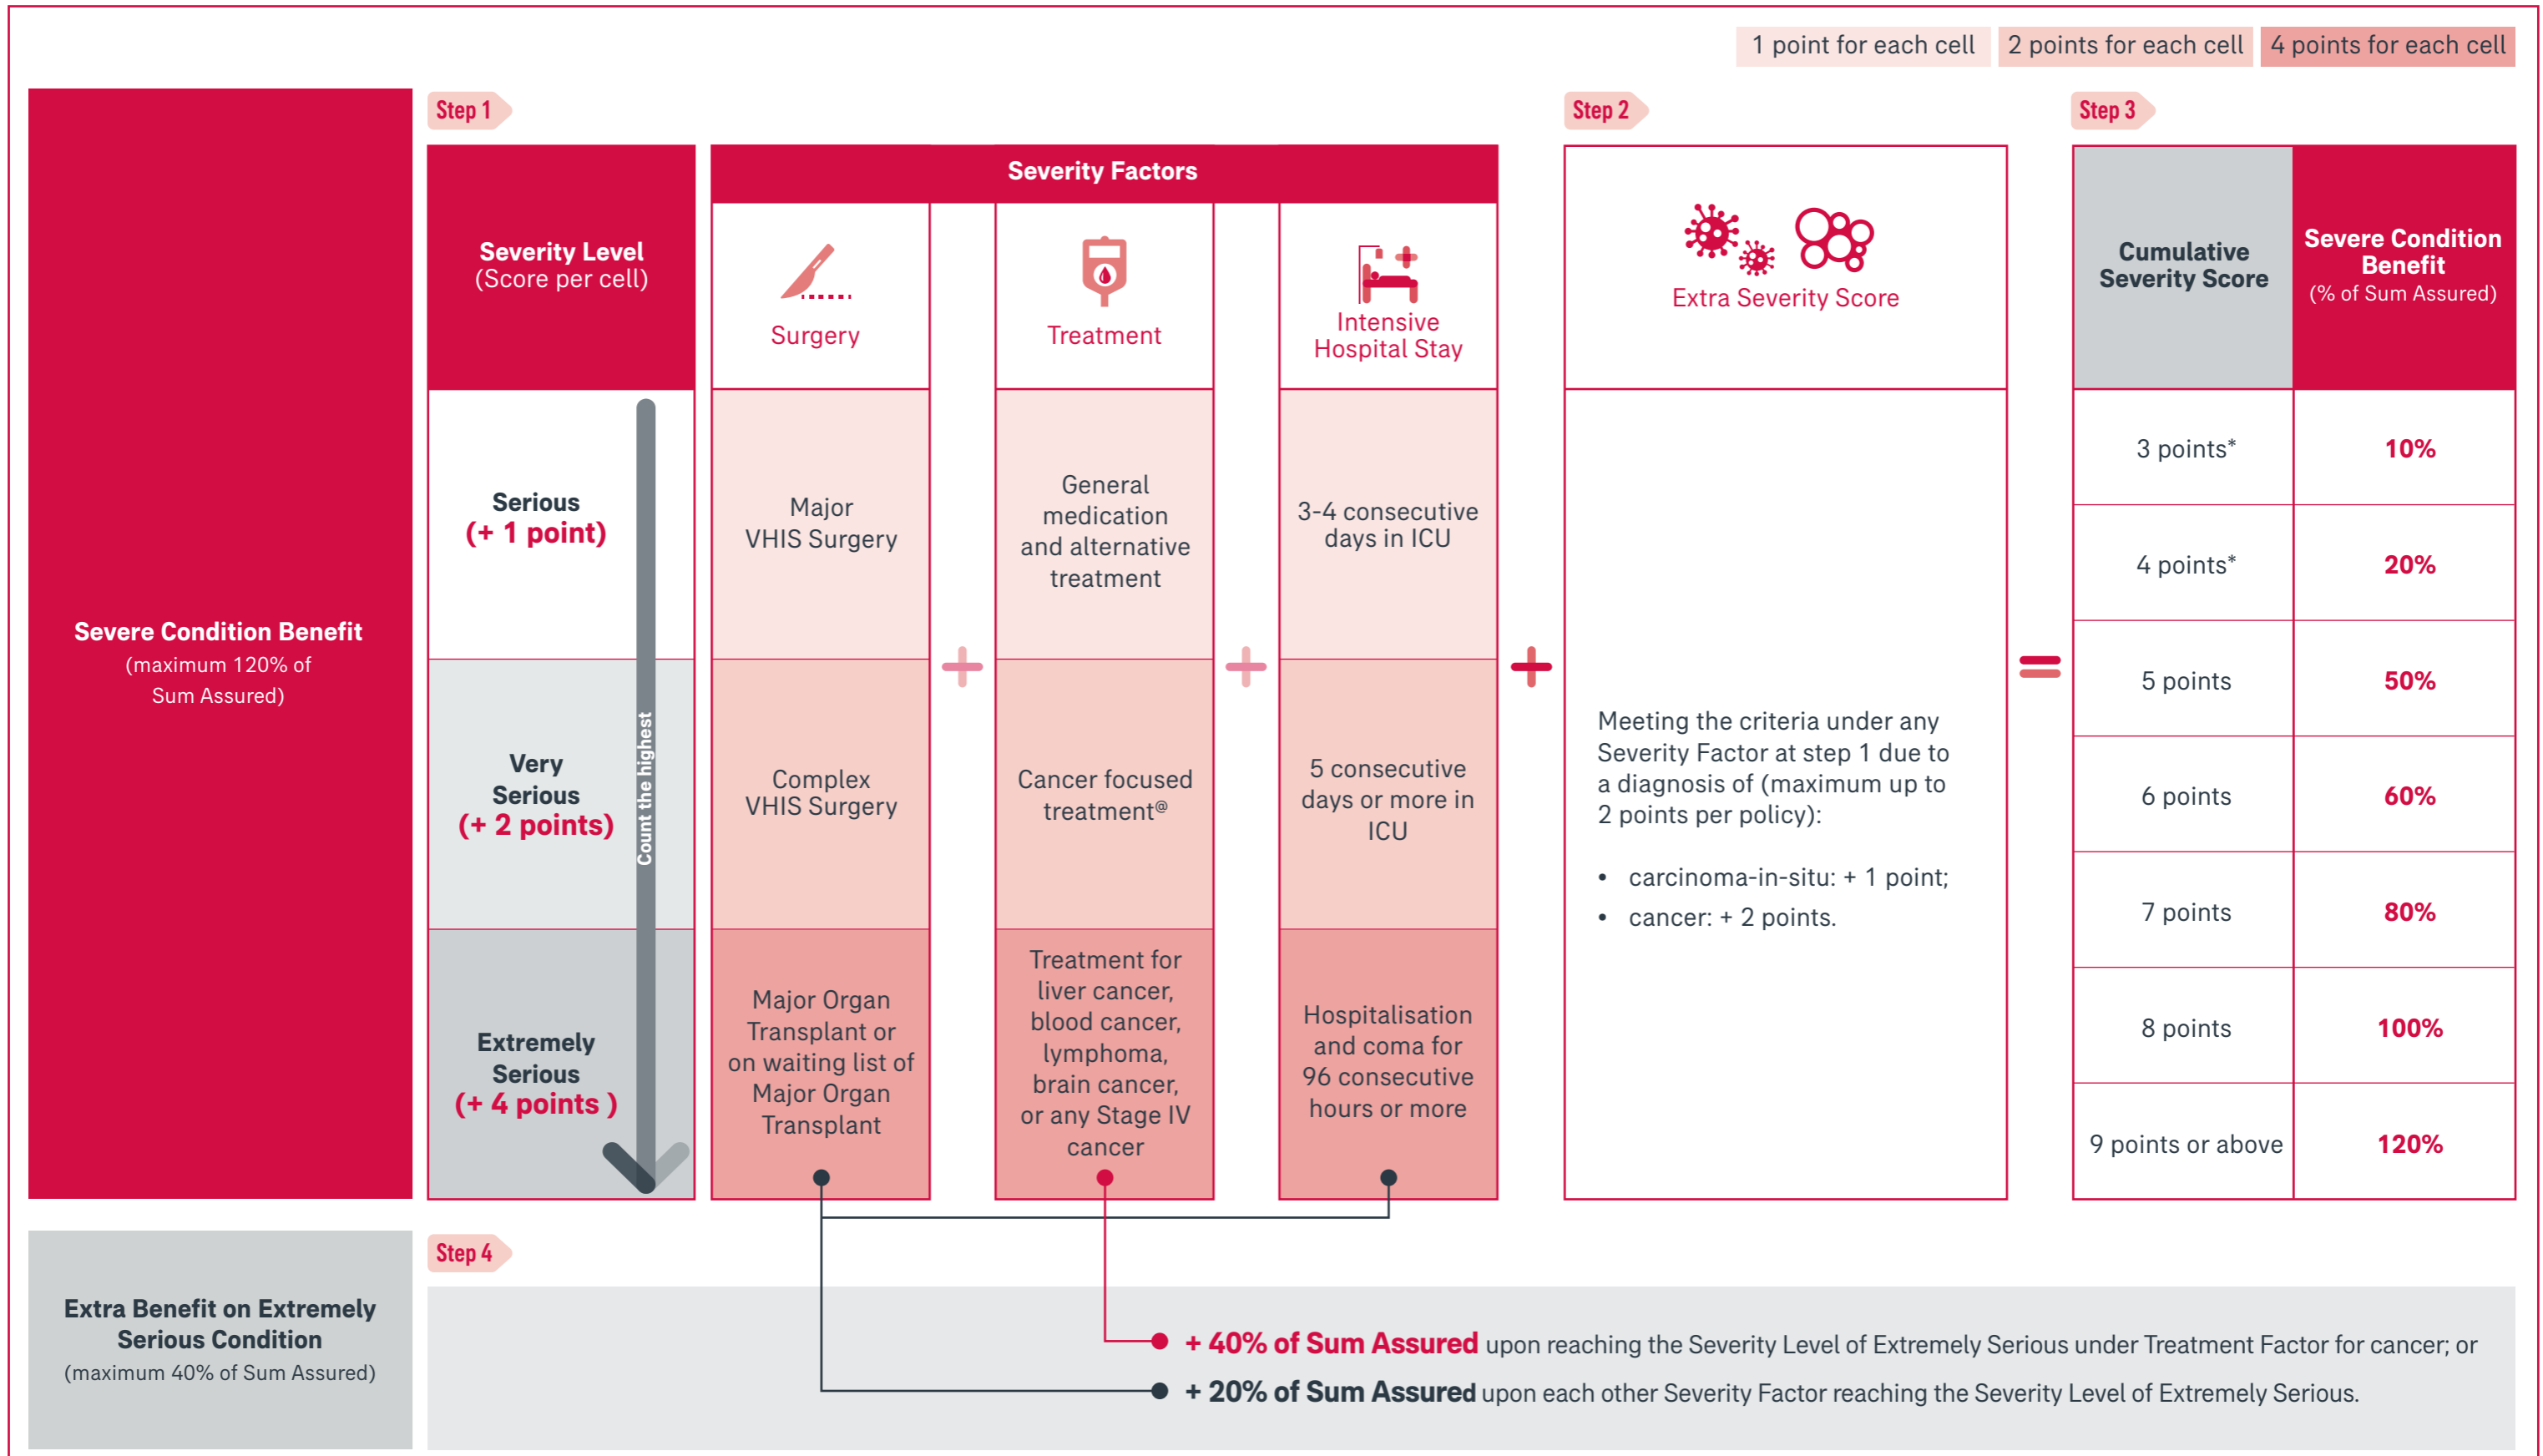 1 point for each cell
2 points for each cell
4 points for each cell
Severe Condition Benefit
(maximum 120% of
Sum Assured)
Step 1
Severity Level
(Score per cell)
Severity Factors
Surgery
Treatment
Intensive
Hospital Stay
Count the highest
Serious
(+ 1 point)
Major
VHIS Surgery
General
medication
and alternative
treatment
3-4 consecutive
days in ICU
Very
Serious
(+ 2 points)
Complex
VHIS Surgery
Cancer focused
treatment@
5 consecutive
days or more in
ICU
Extremely
Serious
(+ 4 points )
Major Organ
Transplant or
on waiting list of
Major Organ
Transplant
Treatment for
liver cancer,
blood cancer,
lymphoma,
brain cancer,
or any Stage IV
cancer
Hospitalisation
and coma for
96 consecutive
hours or more
+
+
+
Step 2
Extra Severity Score
Meeting the criteria under any
Severity Factor at step 1 due to
a diagnosis of (maximum up to
2 points per policy):
• carcinoma-in-situ: + 1 point;
• cancer: + 2 points.
=
Step 3
Cumulative
Severity Score
Severe Condition
Benefit
(% of Sum Assured)
3 points*
10%
4 points*
20%
5 points
50%
6 points
60%
7 points
80%
8 points
100%
9 points or above
120%
Extra Benefit on Extremely
Serious Condition
(maximum 40% of Sum Assured)
Step 4
+ 40% of Sum Assured upon reaching the Severity Level of Extremely Serious under Treatment Factor for cancer; or
+ 20% of Sum Assured upon each other Severity Factor reaching the Severity Level of Extremely Serious.